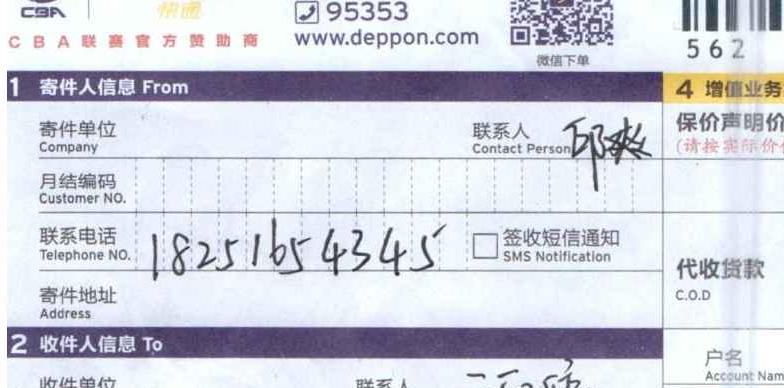 CBA 快递 95353
CBA联赛官方赞助商 www.deppon.com
微信下单
562
1 寄件人信息 From
4 增值业务
寄件单位
Company
联系人
Contact Person 邱爽
保价声明价
(请按实际价
月结编码
Customer NO.
联系电话
Telephone NO. 18251654345
签收短信通知
SMS Notification
代收货款
C.O.D
寄件地址
Address
2 收件人信息 To
户名
Account Nam
收件单位
联系人